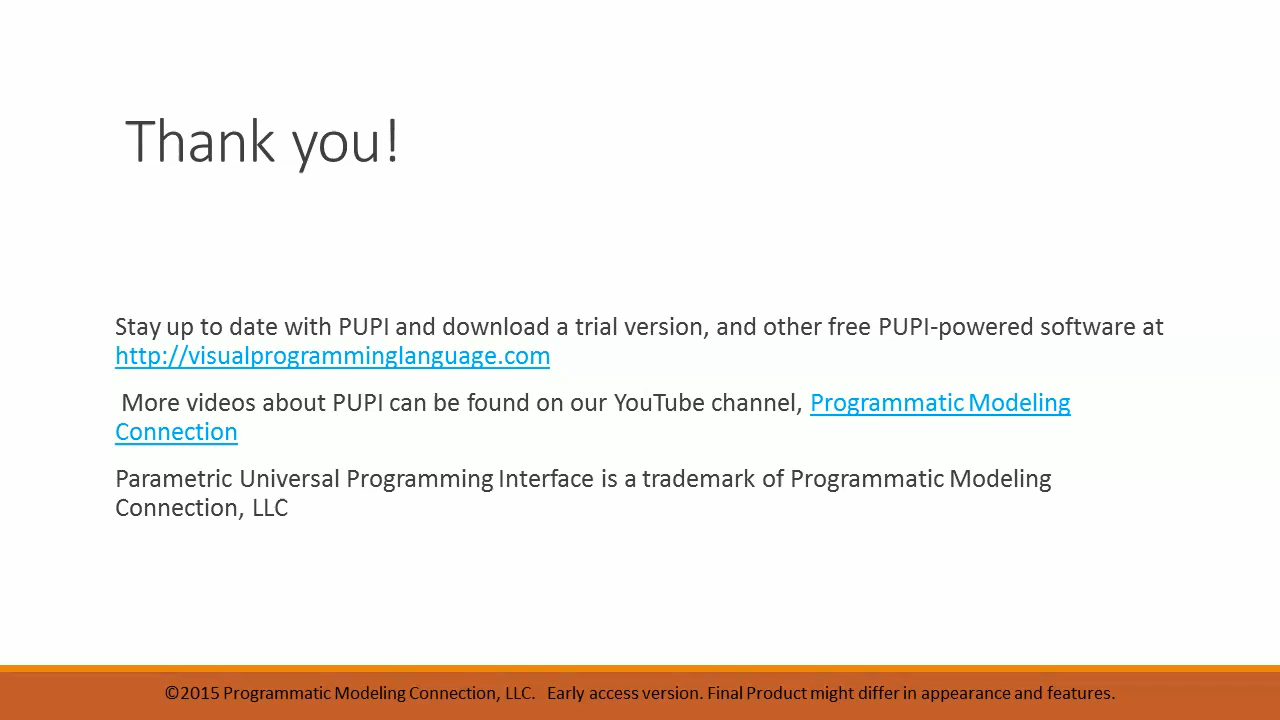 Thank you!
Stay up to date with PUPI and download a trial version, and other free PUPI-powered software at
http://visualprogramminglanguage.com
More videos about PUPI can be found on our YouTube channel, Programmatic Modeling
Connection
Parametric Universal Programming Interface is a trademark of Programmatic Modeling
Connection, LLC
©2015 Programmatic Modeling Connection, LLC. Early access version. Final Product might differ in appearance and features.